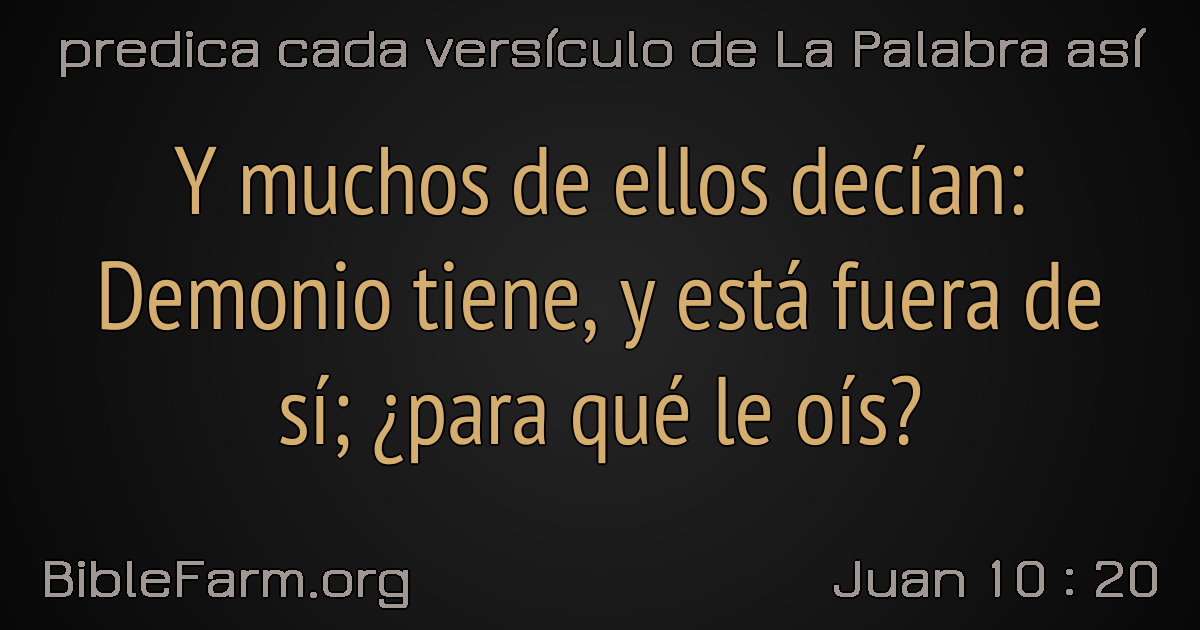 predica cada versículo de La Palabra así
Y muchos de ellos decían:
Demonio tiene, y está fuera de
sí; ¿para qué le oís?
BibleFarm.org
Juan 10 : 20